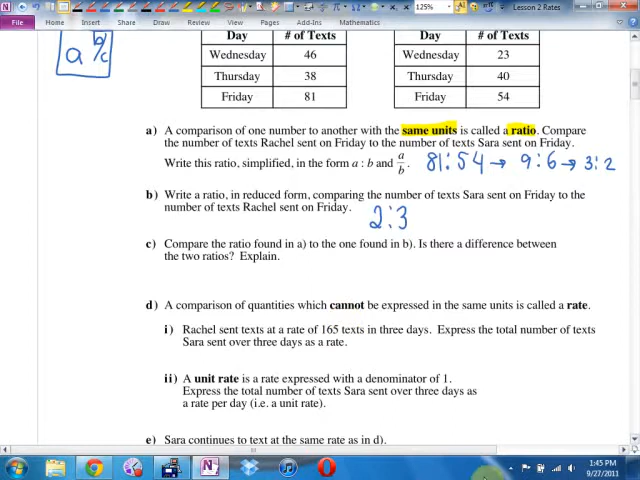 125%
Lesson 2 Rates
File
Home
Insert
Share
Draw
Review
View
Add-Ins
Mathematics
a b/c
Day # of Texts
Wednesday 46
Thursday 38
Friday 81
Day # of Texts
Wednesday 23
Thursday 40
Friday 54
a) A comparison of one number to another with the same units is called a ratio. Compare
the number of texts Rachel sent on Friday to the number of texts Sara sent on Friday.
Write this ratio, simplified, in the form a : b and a/b. 81:54 → 9:6 → 3:2
b) Write a ratio, in reduced form, comparing the number of texts Sara sent on Friday to the
number of texts Rachel sent on Friday. 2:3
c) Compare the ratio found in a) to the one found in b). Is there a difference between
the two ratios? Explain.
d) A comparison of quantities which cannot be expressed in the same units is called a rate.
i) Rachel sent texts at a rate of 165 texts in three days. Express the total number of texts
Sara sent over three days as a rate.
ii) A unit rate is a rate expressed with a denominator of 1.
Express the total number of texts Sara sent over three days as
a rate per day (i.e. a unit rate).
e) Sara continues to text at the same rate as in d).
1:45 PM
9/27/2011